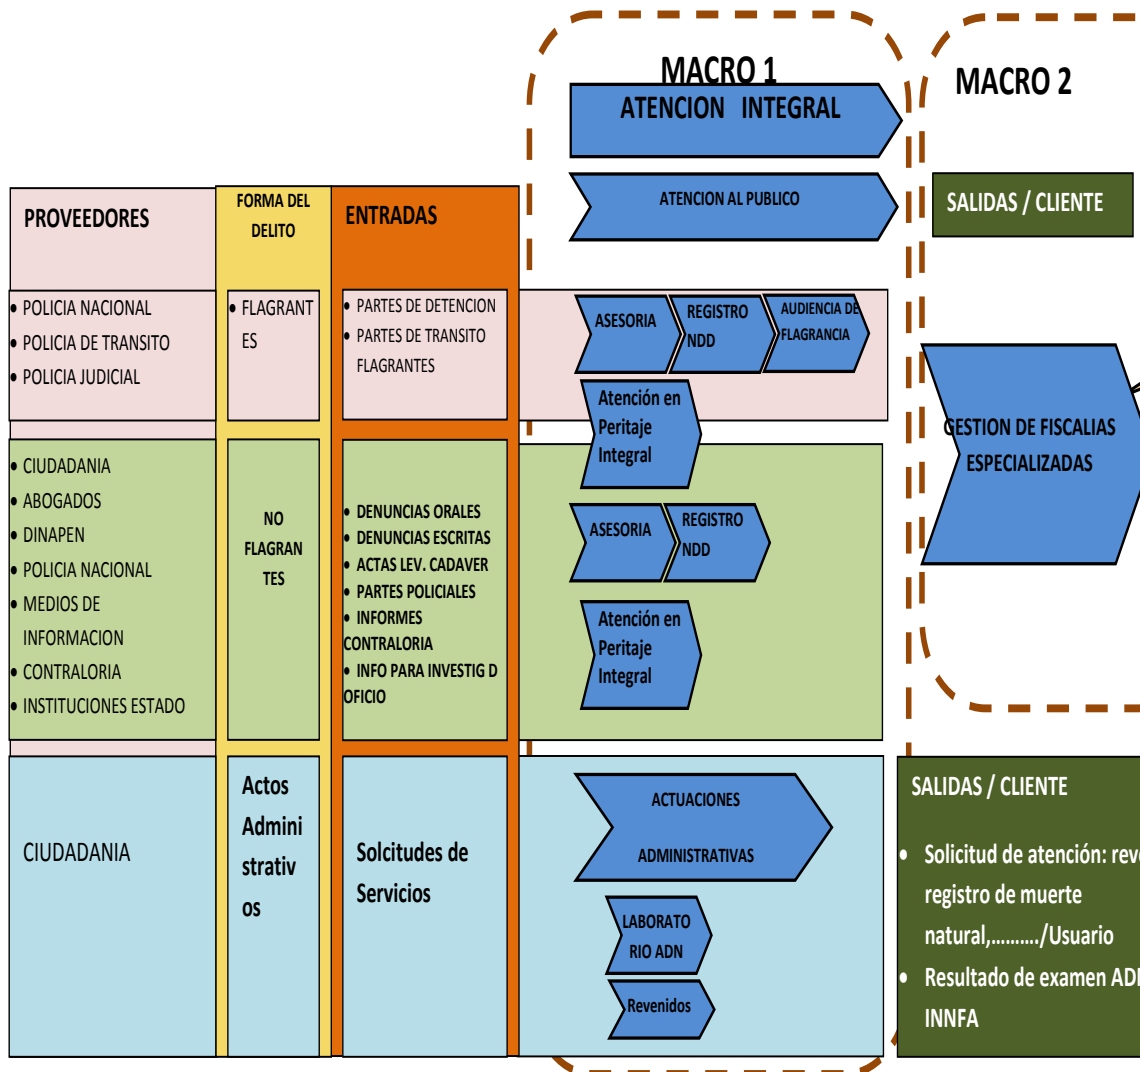 MACRO 1
ATENCION INTEGRAL
ATENCION AL PUBLICO
MACRO 2
SALIDAS / CLIENTE
PROVEEDORES
FORMA DEL
DELITO
ENTRADAS
• POLICIA NACIONAL
• POLICIA DE TRANSITO
• POLICIA JUDICIAL
• FLAGRANT
ES
• PARTES DE DETENCION
• PARTES DE TRANSITO
FLAGRANTES
ASESORIA
REGISTRO
NDD
AUDIENCIA DE
FLAGRANCIA
Atención en
Peritaje
Integral
GESTION DE FISCALIAS
ESPECIALIZADAS
• CIUDADANIA
• ABOGADOS
• DINAPEN
• POLICIA NACIONAL
• MEDIOS DE
INFORMACION
• CONTRALORIA
• INSTITUCIONES ESTADO
NO
FLAGRAN
TES
• DENUNCIAS ORALES
• DENUNCIAS ESCRITAS
• ACTAS LEV. CADAVER
• PARTES POLICIALES
• INFORMES
CONTRALORIA
• INFO PARA INVESTIG D
OFICIO
ASESORIA
REGISTRO
NDD
Atención en
Peritaje
Integral
CIUDADANIA
Actos
Admini
strativ
os
Solcitudes de
Servicios
ACTUACIONES
ADMINISTRATIVAS
LABORATO
RIO ADN
Revenidos
SALIDAS / CLIENTE
• Solicitud de atención:
registro de muerte
natural,………./Usuario
• Resultado de examen
INNFA